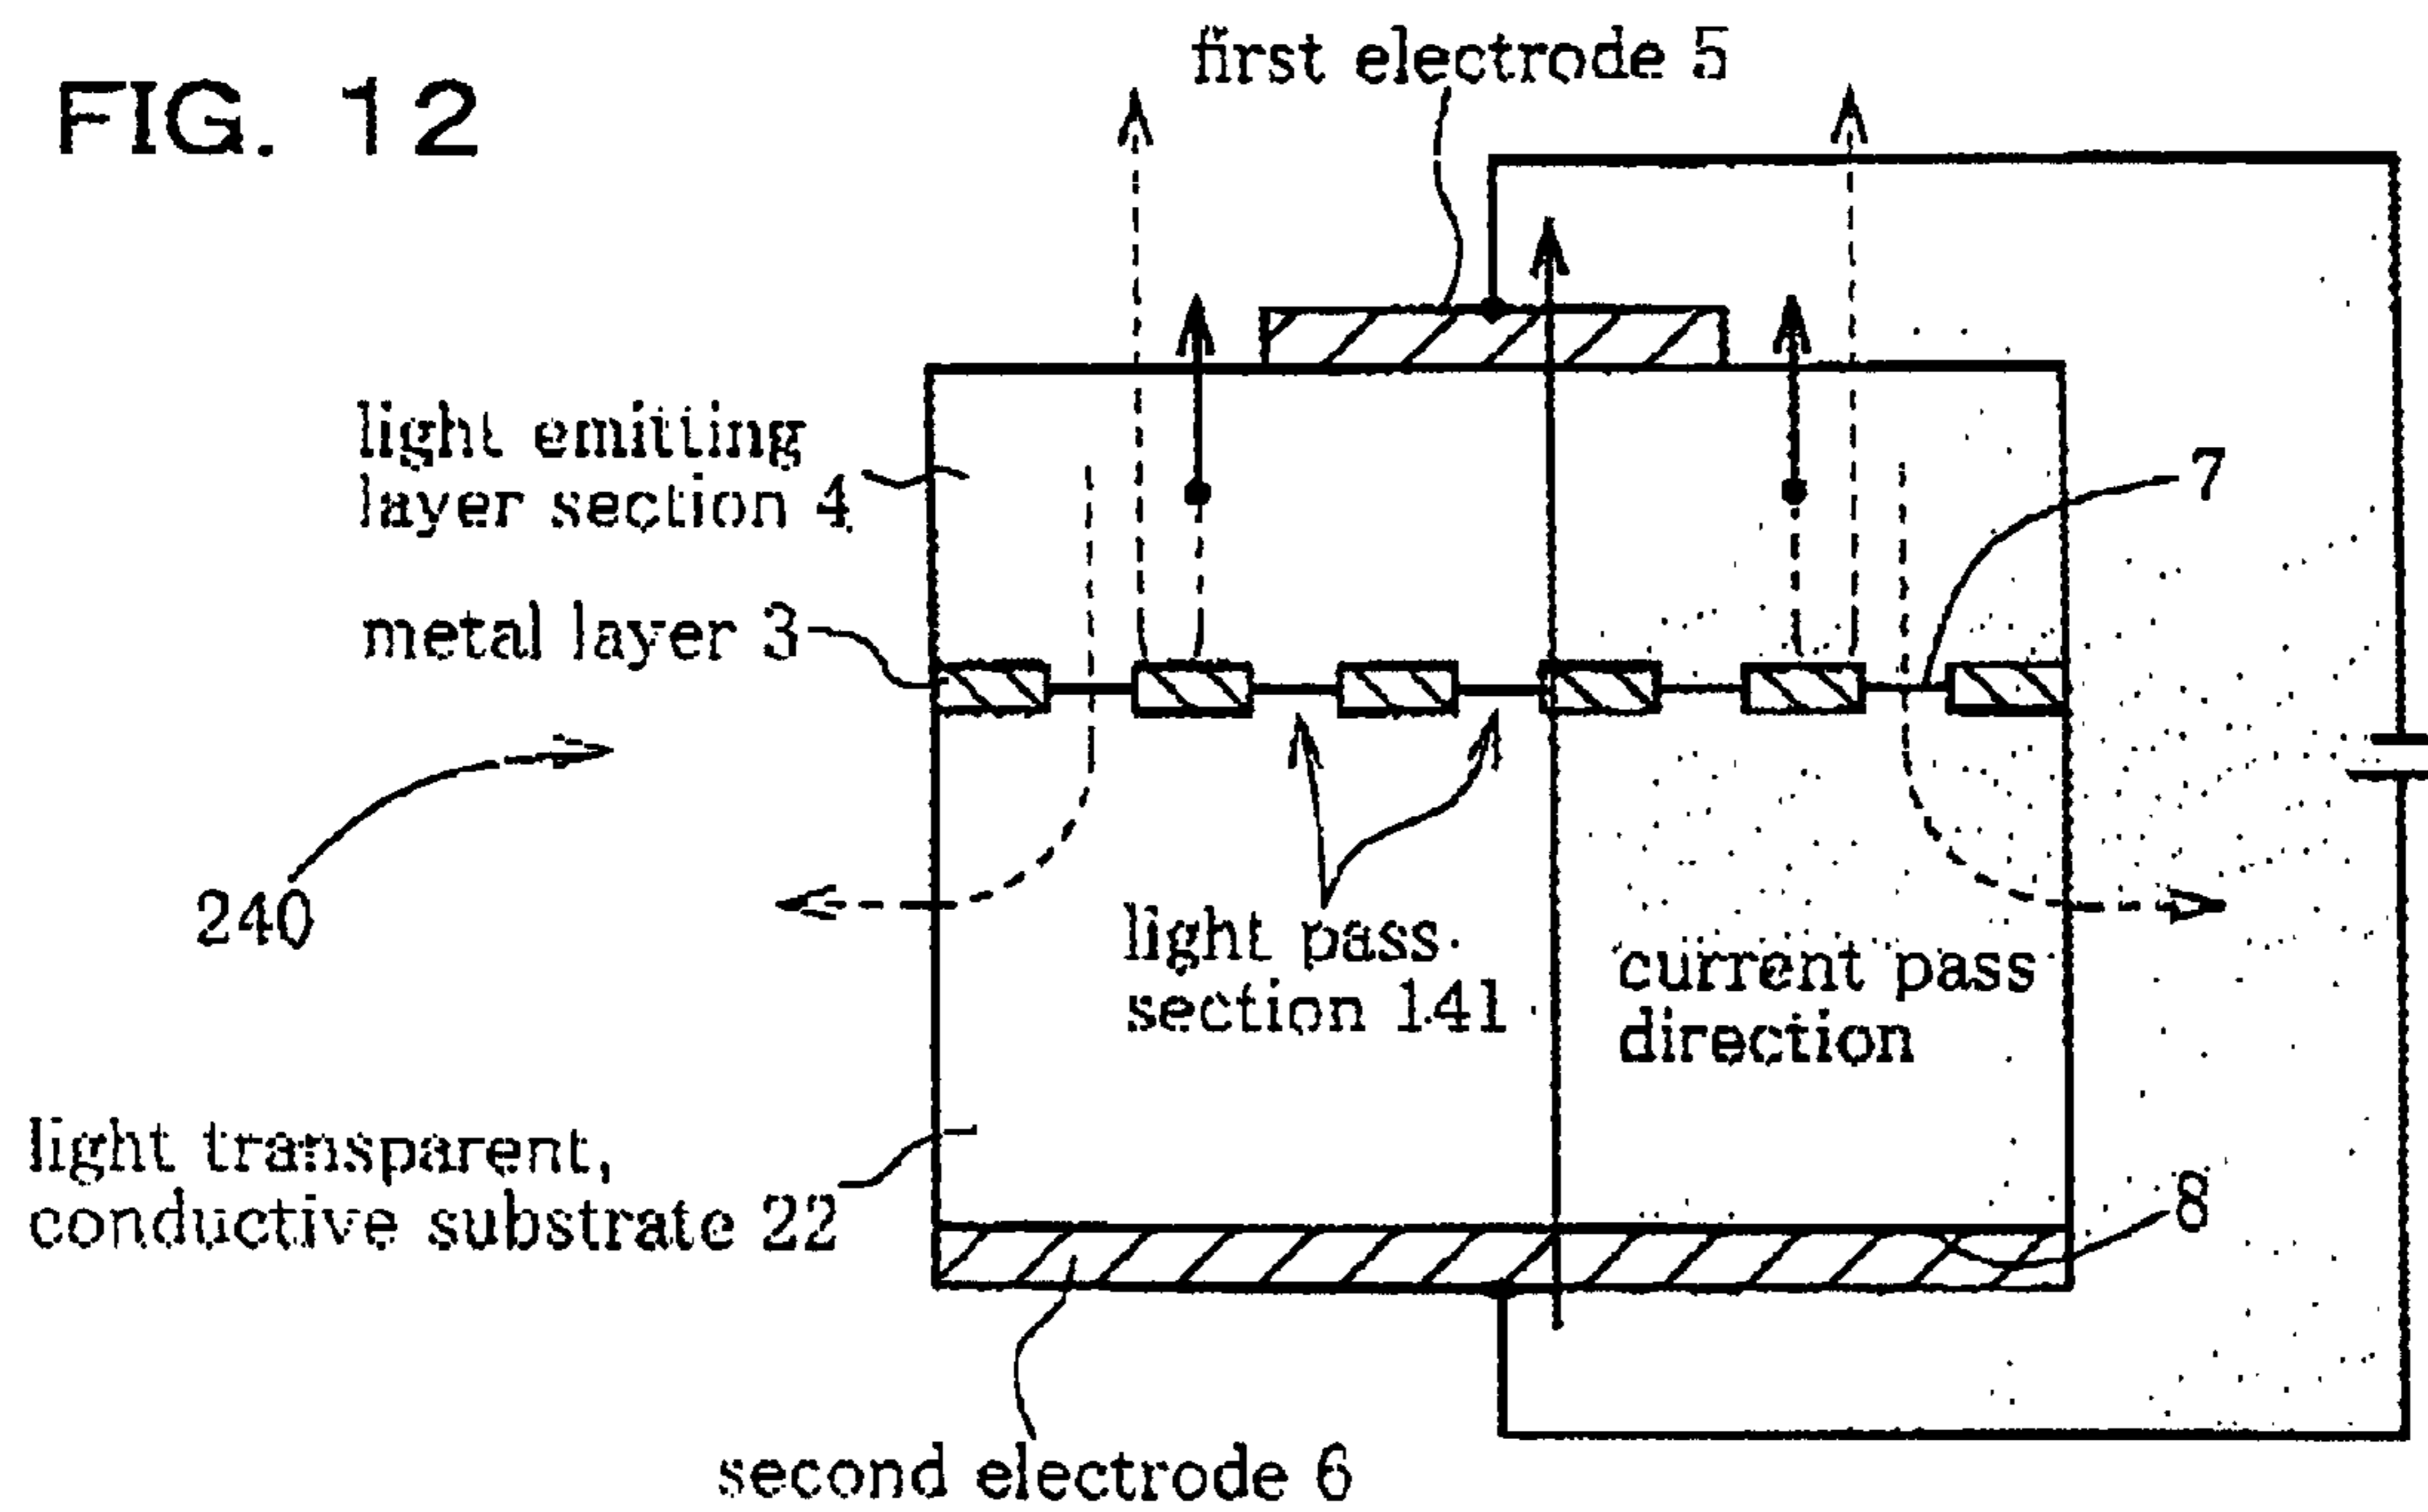 FIG. 12
first electrode 5
light emitting
layer section 4
7
metal layer 3
240
light pass
section 141
current pass
direction
light transparent,
conductive substrate 22
8
second electrode 6